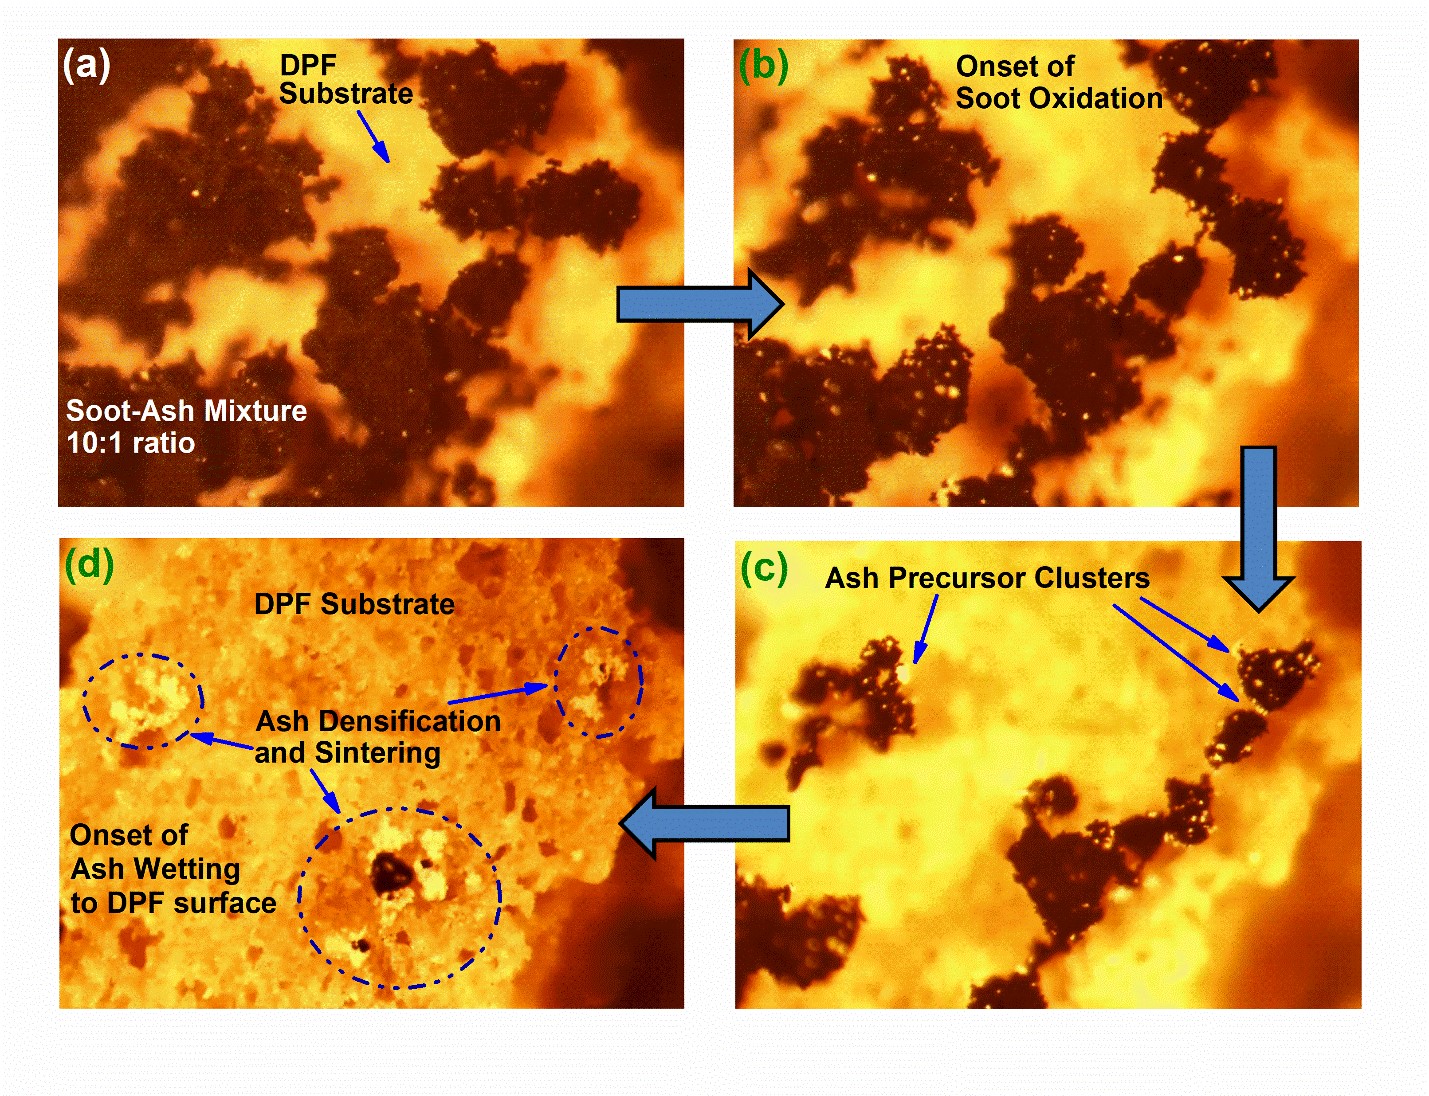 (a)
DPF
Substrate
Soot-Ash Mixture
10:1 ratio
(b)
Onset of
Soot Oxidation
(c)
Ash Precursor Clusters
(d)
DPF Substrate
Ash Densification
and Sintering
Onset of
Ash Wetting
to DPF surface